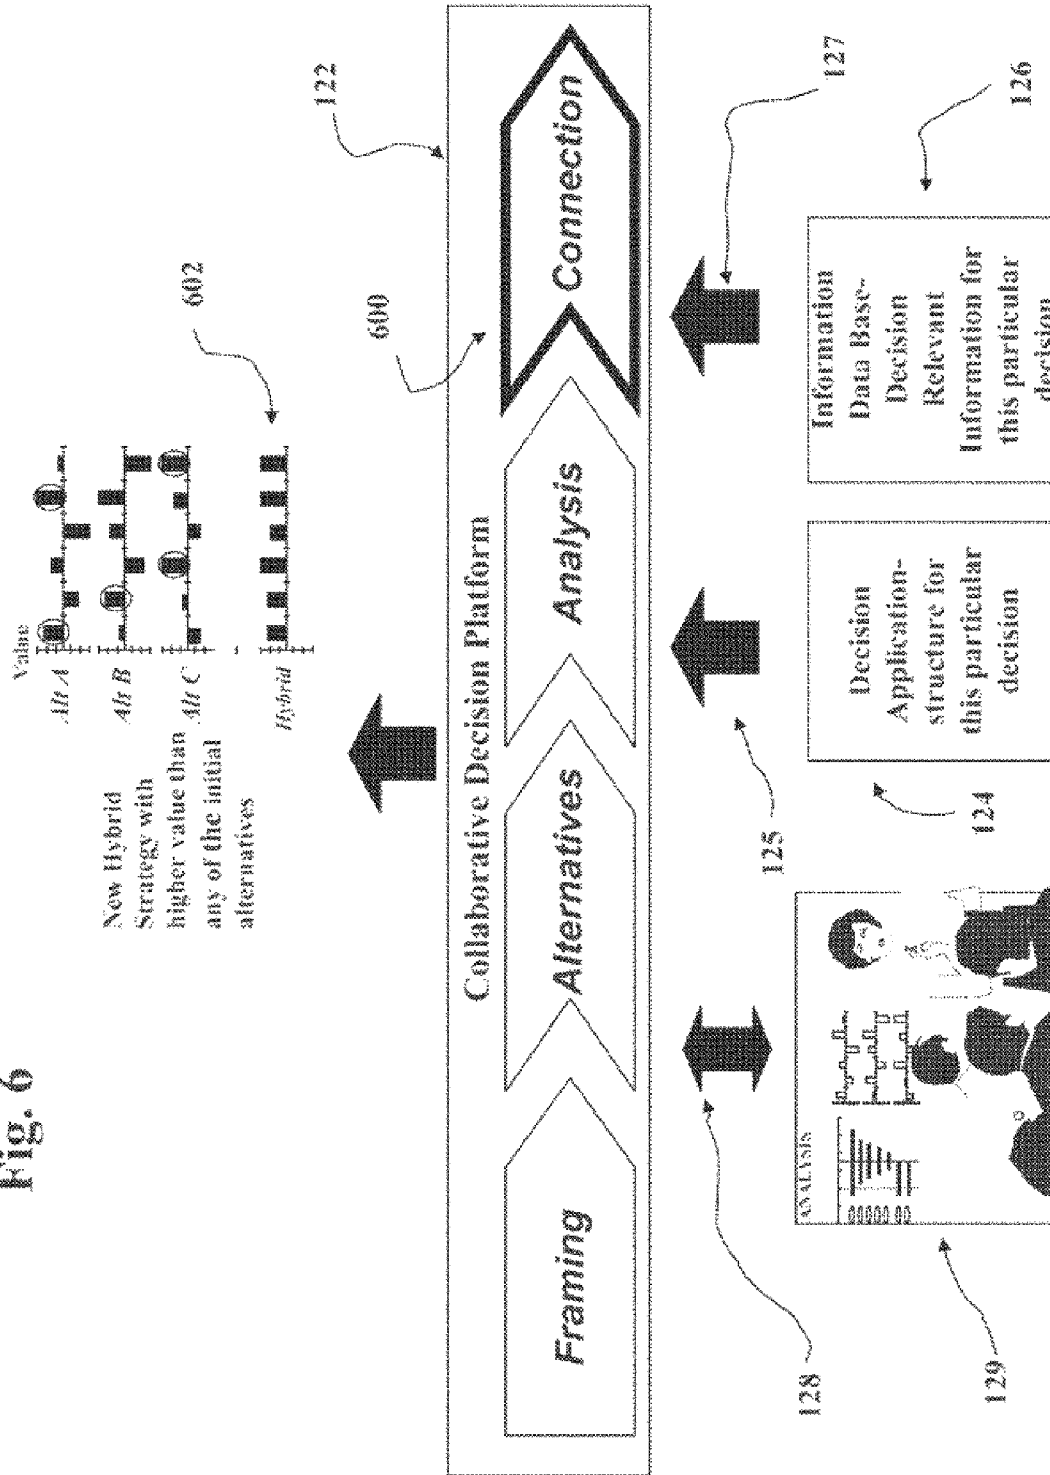 Fig. 6
New Hybrid
Strategy with
higher value than
any of the initial
alternatives
Value
Alt A
Alt B
Alt C
Hybrid
602
600
122
Collaborative Decision Platform
Framing
Alternatives
Analysis
Connection
128
125
127
129
ANALYSIS
124
Decision
Application-
structure for
this particular
decision
126
Information
Data Base-
Decision
Relevant
Information for
this particular
decision